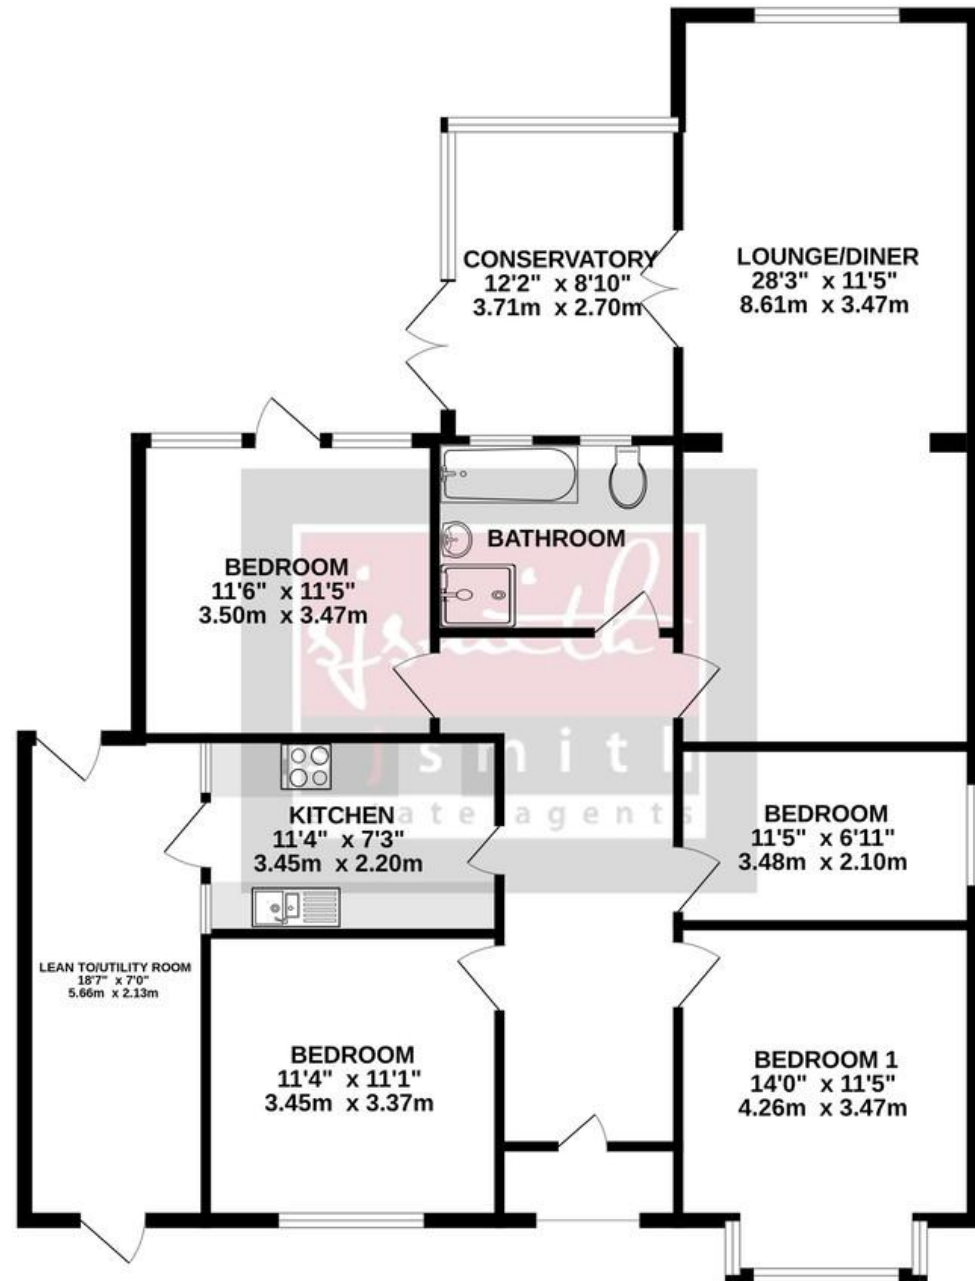 CONSERVATORY
12'2" x 8'10"
3.71m x 2.70m
LOUNGE/DINER
28'3" x 11'5"
8.61m x 3.47m
BEDROOM
11'6" x 11'5"
3.50m x 3.47m
BATHROOM
sjsmith
j smith
ate agents
KITCHEN
11'4" x 7'3"
3.45m x 2.20m
BEDROOM
11'5" x 6'11"
3.48m x 2.10m
LEAN TO/UTILITY ROOM
18'7" x 7'0"
5.66m x 2.13m
BEDROOM
11'4" x 11'1"
3.45m x 3.37m
BEDROOM 1
14'0" x 11'5"
4.26m x 3.47m